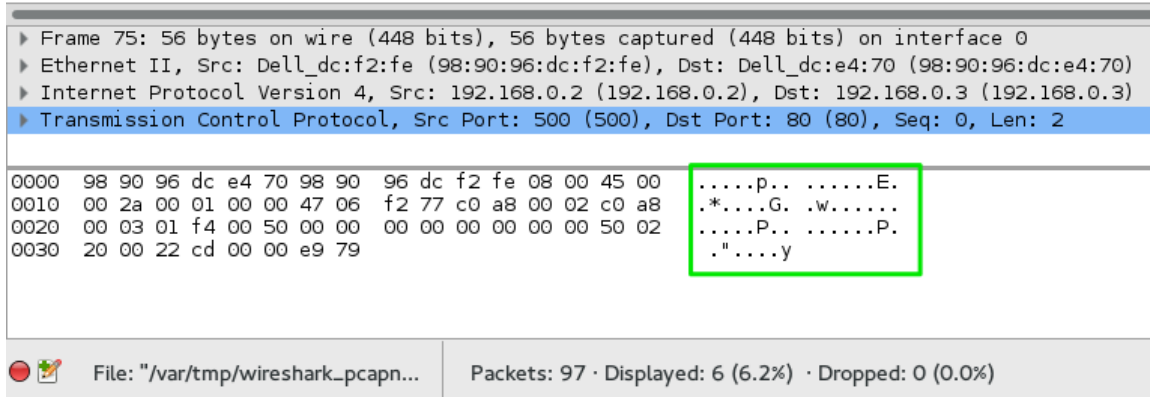 Frame 75: 56 bytes on wire (448 bits), 56 bytes captured (448 bits) on interface 0
Ethernet II, Src: Dell_dc:f2:fe (98:90:96:dc:f2:fe), Dst: Dell_dc:e4:70 (98:90:96:dc:e4:70)
Internet Protocol Version 4, Src: 192.168.0.2 (192.168.0.2), Dst: 192.168.0.3 (192.168.0.3)
Transmission Control Protocol, Src Port: 500 (500), Dst Port: 80 (80), Seq: 0, Len: 2
0000 98 90 96 dc e4 70 98 90 96 dc f2 fe 08 00 45 00 .....p.. ......E.
0010 00 2a 00 01 00 00 47 06 f2 77 c0 a8 00 02 c0 a8 .*....G. .w......
0020 00 03 01 f4 00 50 00 00 00 00 00 00 00 00 50 02 .....P.. ......P.
0030 20 00 22 cd 00 00 e9 79 ."....y
File: "/var/tmp/wireshark_pcapn... Packets: 97 · Displayed: 6 (6.2%) · Dropped: 0 (0.0%)